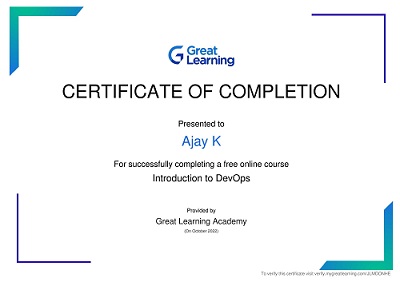 Great
Learning
CERTIFICATE OF COMPLETION
Presented to
Ajay K
For successfully completing a free online course
Introduction to DevOps
Provided by
Great Learning Academy
(On October 2022)
To verify this certificate visit verify.mygreatlearning.com/